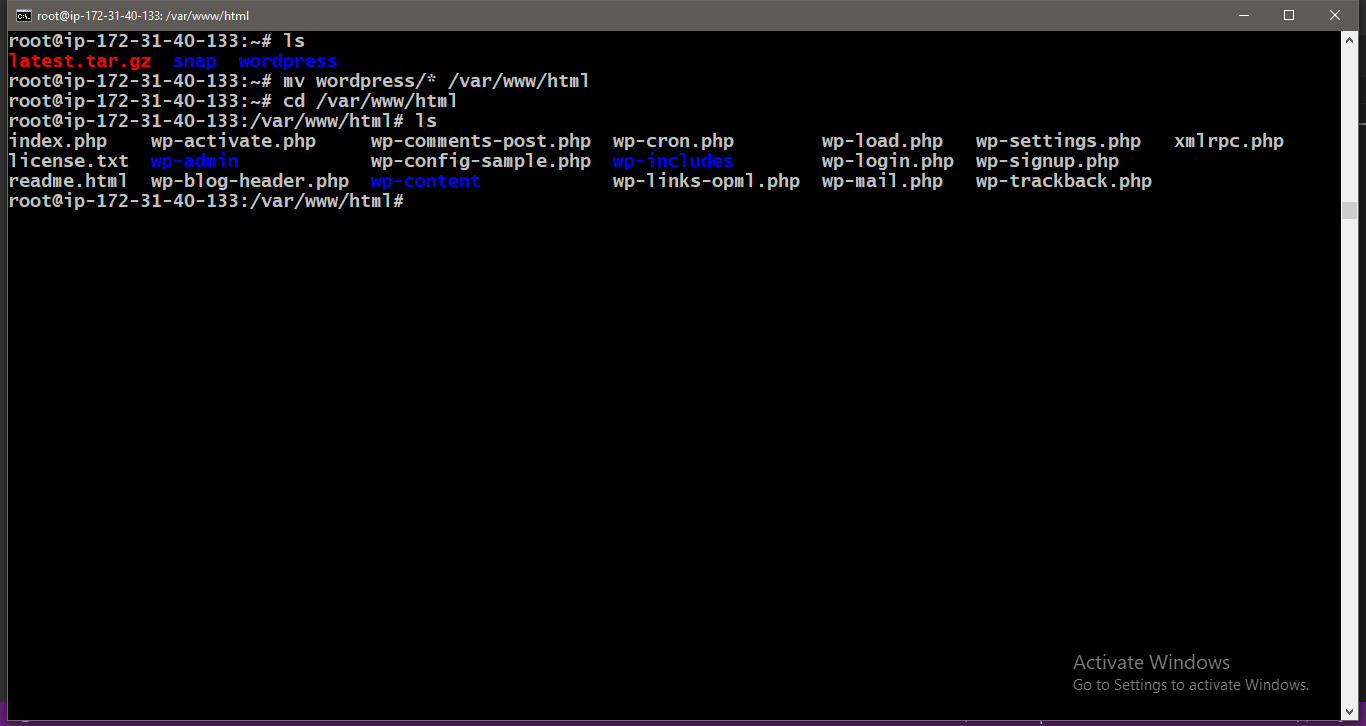 root@ip-172-31-40-133: /var/www/html
root@ip-172-31-40-133:~# ls
latest.tar.gz  snap  wordpress
root@ip-172-31-40-133:~# mv wordpress/* /var/www/html
root@ip-172-31-40-133:~# cd /var/www/html
root@ip-172-31-40-133:/var/www/html# ls
index.php    wp-activate.php     wp-comments-post.php  wp-cron.php        wp-load.php   wp-settings.php   xmlrpc.php
license.txt  wp-admin            wp-config-sample.php  wp-includes        wp-login.php  wp-signup.php
readme.html  wp-blog-header.php  wp-content            wp-links-opml.php  wp-mail.php   wp-trackback.php
root@ip-172-31-40-133:/var/www/html#
Activate Windows
Go to Settings to activate Windows.